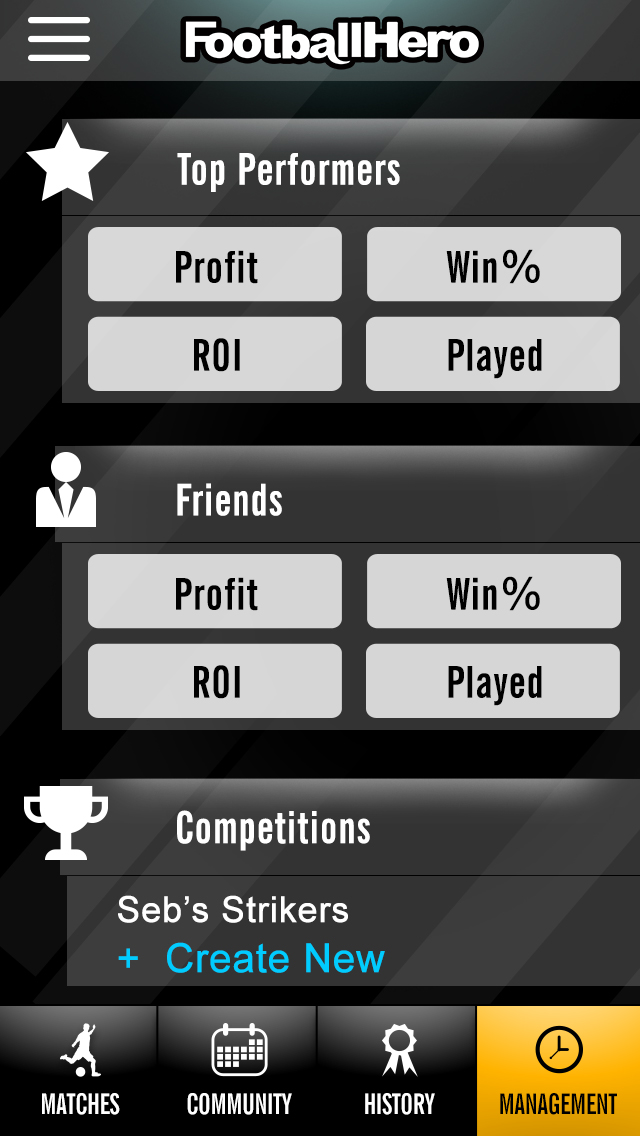 FootballHero
Top Performers
Profit Win%
ROI Played
Friends
Profit Win%
ROI Played
Competitions
Seb’s Strikers
+ Create New
MATCHES COMMUNITY HISTORY MANAGEMENT